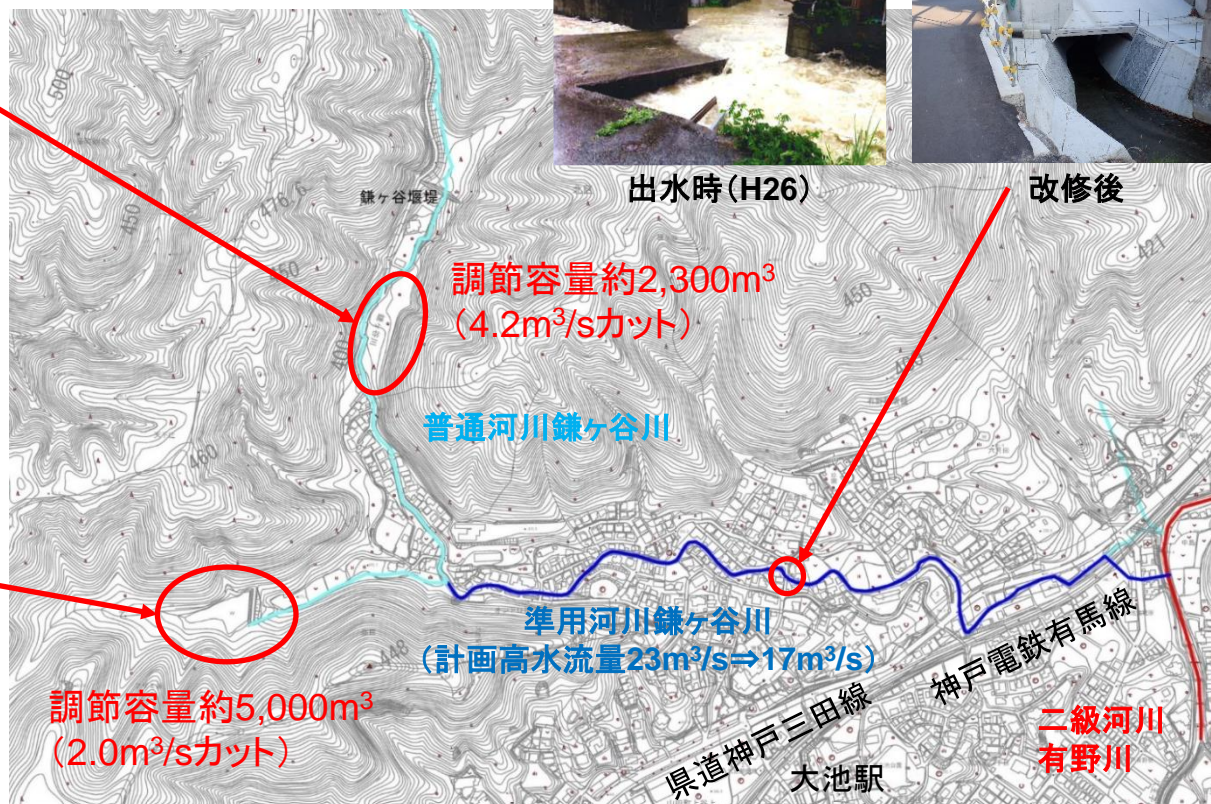 出水時(H26)
改修後
500
鎌ヶ谷堰堤
476.5
450
421
調節容量約2,300m³
(4.2m³/sカット)
450
400
普通河川鎌ヶ谷川
460
準用河川鎌ヶ谷川
(計画高水流量23m³/s⇒17m³/s)
448
調節容量約5,000m³
(2.0m³/sカット)
県道神戸三田線
神戸電鉄有馬線
大池駅
二級河川
有野川